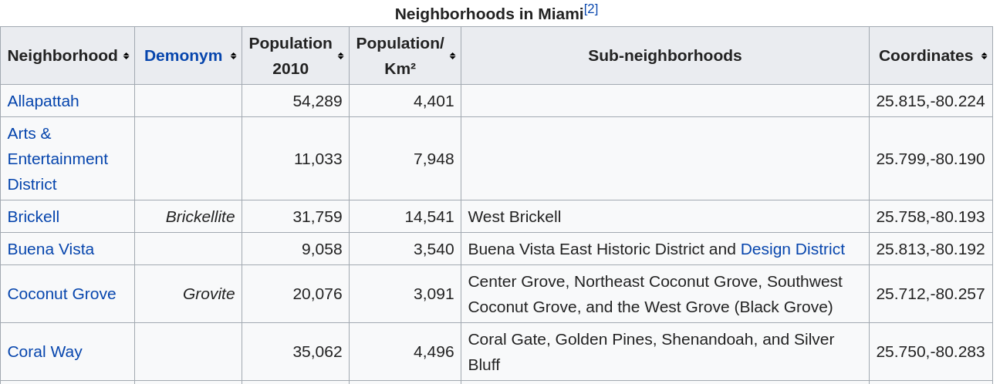 Neighborhoods in Miami[2]
Neighborhood Demonym Population 2010 Population/ Km² Sub-neighborhoods Coordinates
Allapattah 54,289 4,401 25.815,-80.224
Arts &
Entertainment 11,033 7,948 25.799,-80.190
District
Brickell Brickellite 31,759 14,541 West Brickell 25.758,-80.193
Buena Vista 9,058 3,540 Buena Vista East Historic District and Design District 25.813,-80.192
Coconut Grove Grovite 20,076 3,091 Center Grove, Northeast Coconut Grove, Southwest
Coconut Grove, and the West Grove (Black Grove) 25.712,-80.257
Coral Way 35,062 4,496 Coral Gate, Golden Pines, Shenandoah, and Silver
Bluff 25.750,-80.283